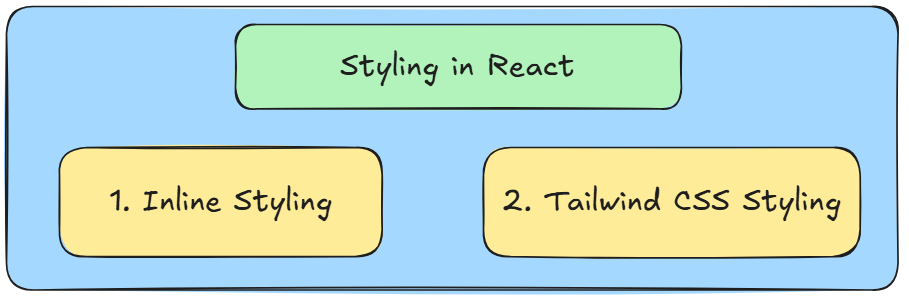 Styling in React
1. Inline Styling
2. Tailwind CSS Styling